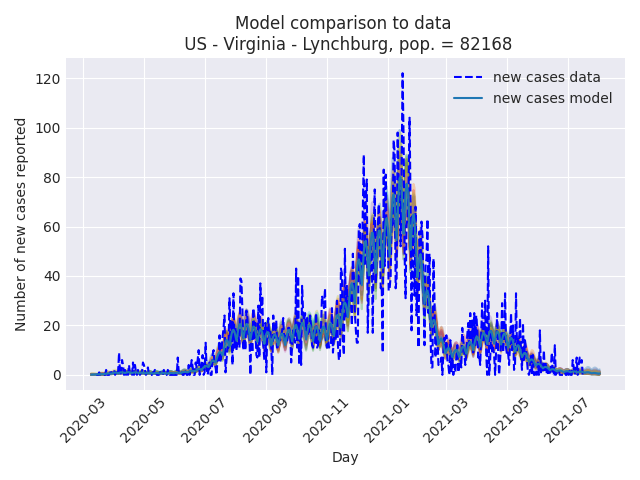 Model comparison to data
US - Virginia - Lynchburg, pop. = 82168
new cases data
new cases model
Number of new cases reported
120
100
80
60
40
20
0
2020-03
2020-05
2020-07
2020-09
2020-11
2021-01
2021-03
2021-05
2021-07
Day